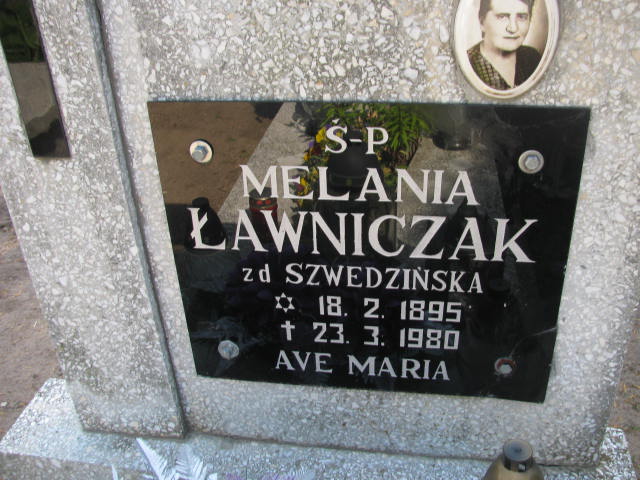 Ś-P
MELANIA
ŁAWNICZAK
zd SZWEDZIŃSKA
✡ 18. 2. 1895
† 23. 3. 1980
AVE MARIA